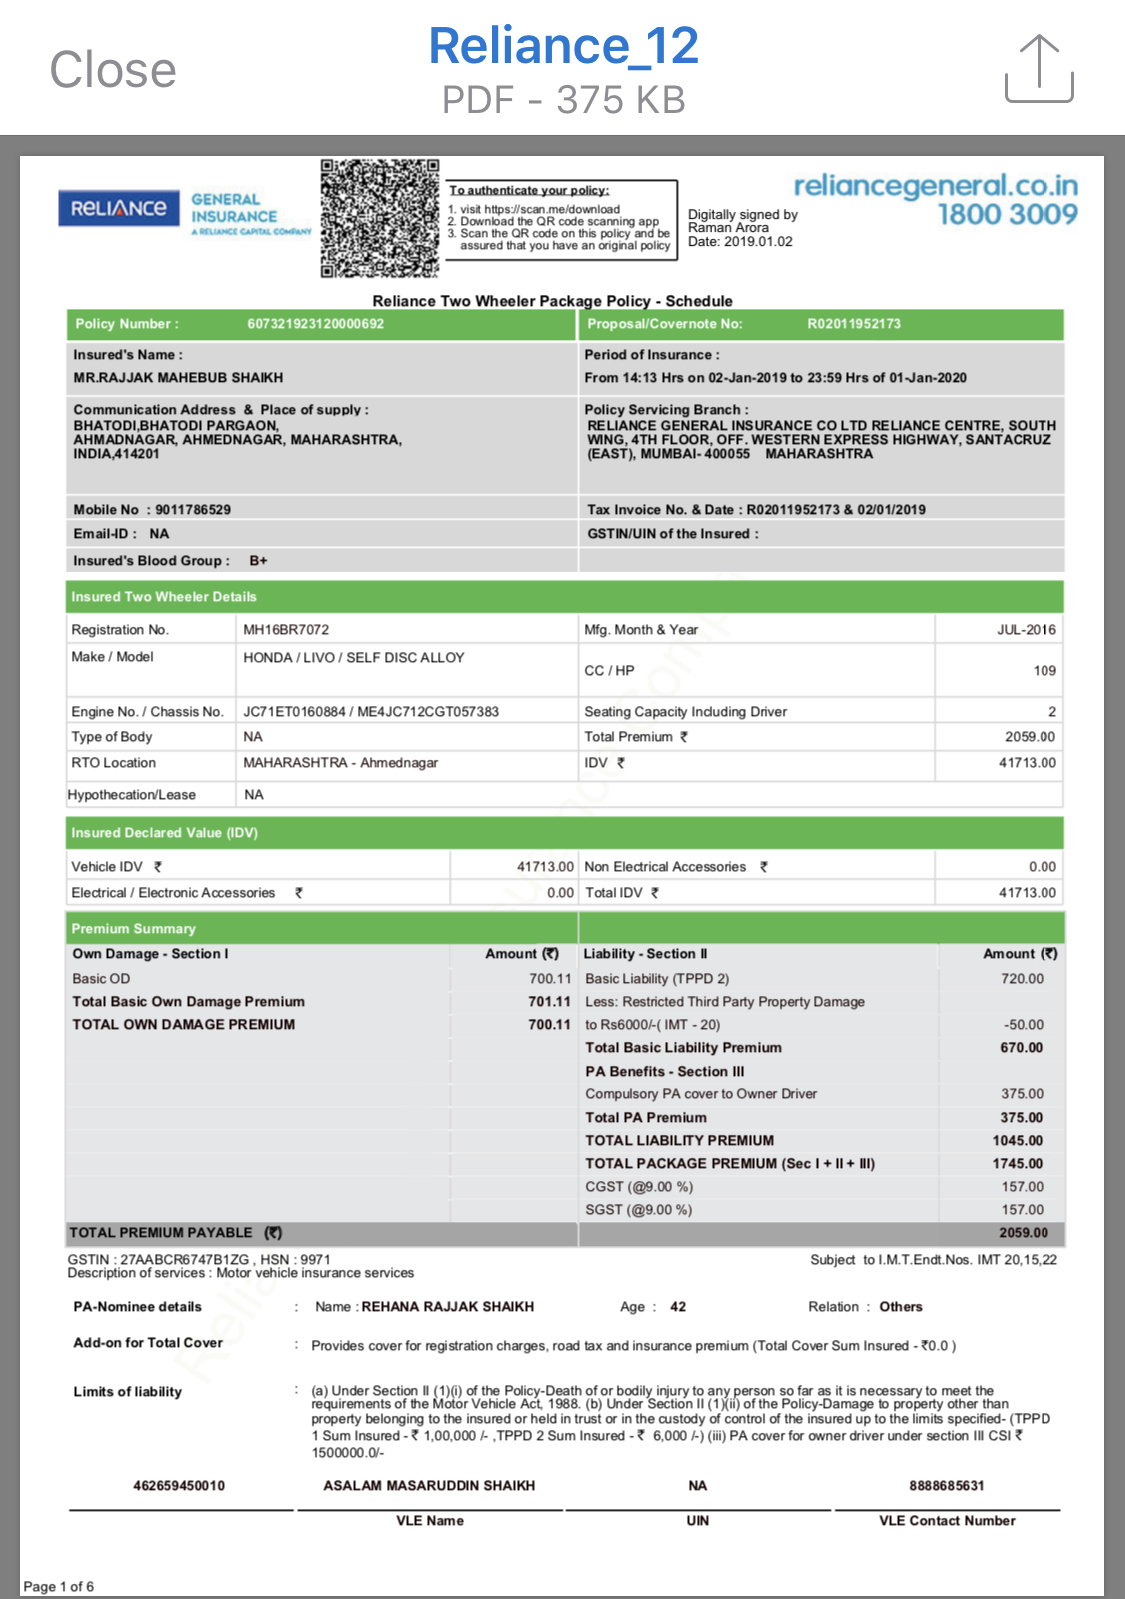 Close
Reliance_12
PDF - 375 KB
RELIANCE GENERAL INSURANCE
A RELIANCE CAPITAL COMPANY
To authenticate your policy:
1. visit https://scan.me/download
2. Download the QR code scanning app
3. Scan the QR code on this policy and be
assured that you have an original policy
Digitally signed by
Raman Arora
Date: 2019.01.02
reliancegeneral.co.in
1800 3009
Reliance Two Wheeler Package Policy - Schedule
Policy Number : 607321923120000692 Proposal/Covernote No: R02011952173
Insured's Name : Period of Insurance :
MR.RAJJAK MAHEBUB SHAIKH From 14:13 Hrs on 02-Jan-2019 to 23:59 Hrs of 01-Jan-2020
Communication Address & Place of supply :
BHATODI,BHATODI PARGAON,
AHMADNAGAR, AHMEDNAGAR, MAHARASHTRA,
INDIA,414201
Policy Servicing Branch :
RELIANCE GENERAL INSURANCE CO LTD RELIANCE CENTRE, SOUTH
WING, 4TH FLOOR, OFF. WESTERN EXPRESS HIGHWAY, SANTACRUZ
(EAST), MUMBAI- 400055 MAHARASHTRA
Mobile No : 9011786529 Tax Invoice No. & Date : R02011952173 & 02/01/2019
Email-ID : NA GSTIN/UIN of the Insured :
Insured's Blood Group : B+
Insured Two Wheeler Details
Registration No. MH16BR7072 Mfg. Month & Year JUL-2016
Make / Model HONDA / LIVO / SELF DISC ALLOY CC / HP 109
Engine No. / Chassis No. JC71ET0160884 / ME4JC712CGT057383 Seating Capacity Including Driver 2
Type of Body NA Total Premium ₹ 2059.00
RTO Location MAHARASHTRA - Ahmednagar IDV ₹ 41713.00
Hypothecation/Lease NA
Insured Declared Value (IDV)
Vehicle IDV ₹ 41713.00 Non Electrical Accessories ₹ 0.00
Electrical / Electronic Accessories ₹ 0.00 Total IDV ₹ 41713.00
Premium Summary
Own Damage - Section I Amount (₹) Liability - Section II Amount (₹)
Basic OD 700.11 Basic Liability (TPPD 2) 720.00
Total Basic Own Damage Premium 701.11 Less: Restricted Third Party Property Damage
TOTAL OWN DAMAGE PREMIUM 700.11 to Rs6000/-( IMT - 20) -50.00
Total Basic Liability Premium 670.00
PA Benefits - Section III
Compulsory PA cover to Owner Driver 375.00
Total PA Premium 375.00
TOTAL LIABILITY PREMIUM 1045.00
TOTAL PACKAGE PREMIUM (Sec I + II + III) 1745.00
CGST (@9.00 %) 157.00
SGST (@9.00 %) 157.00
TOTAL PREMIUM PAYABLE (₹) 2059.00
GSTIN : 27AABCR6747B1ZG , HSN : 9971 Subject to I.M.T.Endt.Nos. IMT 20,15,22
Description of services : Motor vehicle insurance services
PA-Nominee details : Name : REHANA RAJJAK SHAIKH Age : 42 Relation : Others
Add-on for Total Cover : Provides cover for registration charges, road tax and insurance premium (Total Cover Sum Insured - ₹0.0 )
Limits of liability : (a) Under Section II (1)(i) of the Policy-Death of or bodily injury to any person so far as it is necessary to meet the
requirements of the Motor Vehicle Act, 1988. (b) Under Section II (1)(ii) of the Policy-Damage to property other than
property belonging to the insured or held in trust or in the custody of control of the insured up to the limits specified- (TPPD
1 Sum Insured - ₹ 1,00,000 /- ,TPPD 2 Sum Insured - ₹ 6,000 /-) (iii) PA cover for owner driver under section III CSI ₹
1500000.0/-
462659450010 ASALAM MASARUDDIN SHAIKH NA 8888685631
VLE Name UIN VLE Contact Number
Page 1 of 6